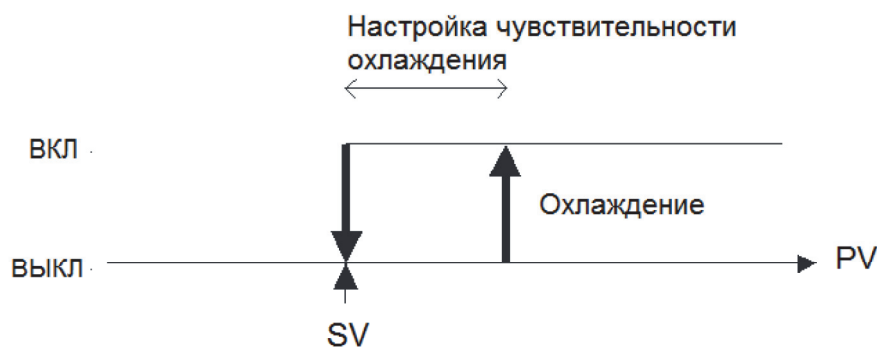 Настройка чувствительности
охлаждения
ВКЛ
Охлаждение
ВЫКЛ
PV
SV